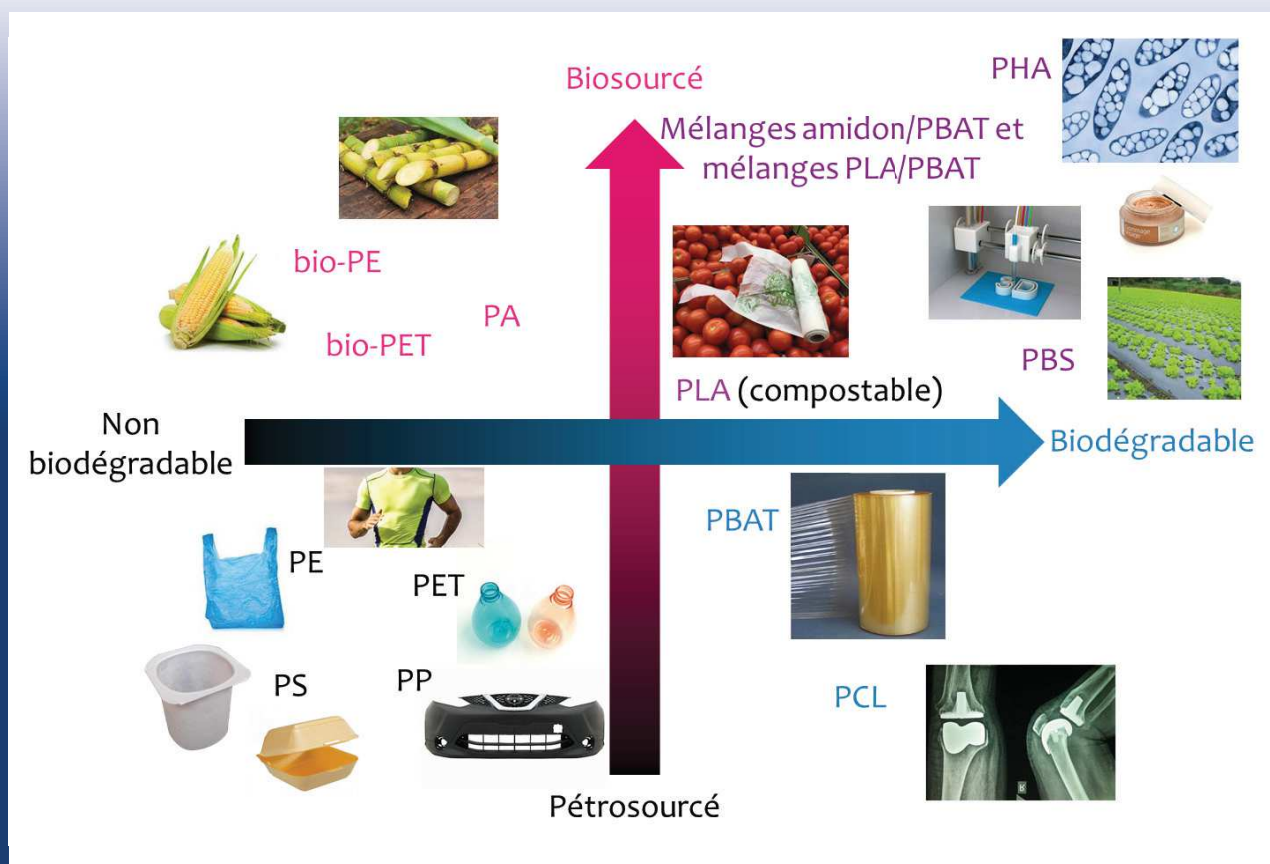 PHA
Biosourcé
Mélanges amidon/PBAT et
mélanges PLA/PBAT
bio-PE
PA
bio-PET
PBS
PLA (compostable)
Non
biodégradable
Biodégradable
PBAT
PE
PET
PS
PP
PCL
Pétrosourcé